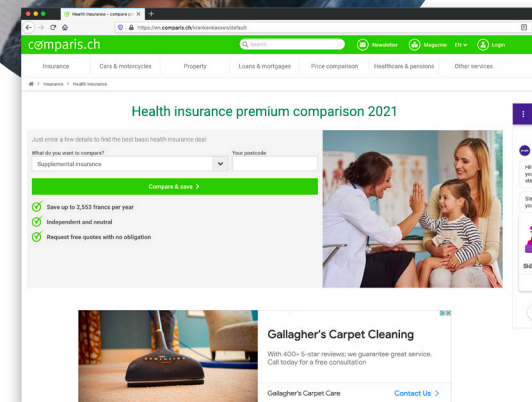 Health insurance – compare pr
https://en.comparis.ch/krankenkassen/default
comparis.ch
Search
Newsletter
Magazine
EN
Login
Insurance
Cars & motorcycles
Property
Loans & mortgages
Price comparison
Healthcare & pensions
Other services
Insurance > Health insurance
Health insurance premium comparison 2021
Just enter a few details to find the best basic health insurance deal.
What do you want to compare?
Your postcode
Supplemental insurance
Compare & save >
Save up to 2,553 francs per year
Independent and neutral
Request free quotes with no obligation
Gallagher's Carpet Cleaning
With 400+ 5-star reviews; we guarantee great service.
Call today for a free consultation
Gallagher's Carpet Care
Contact Us >